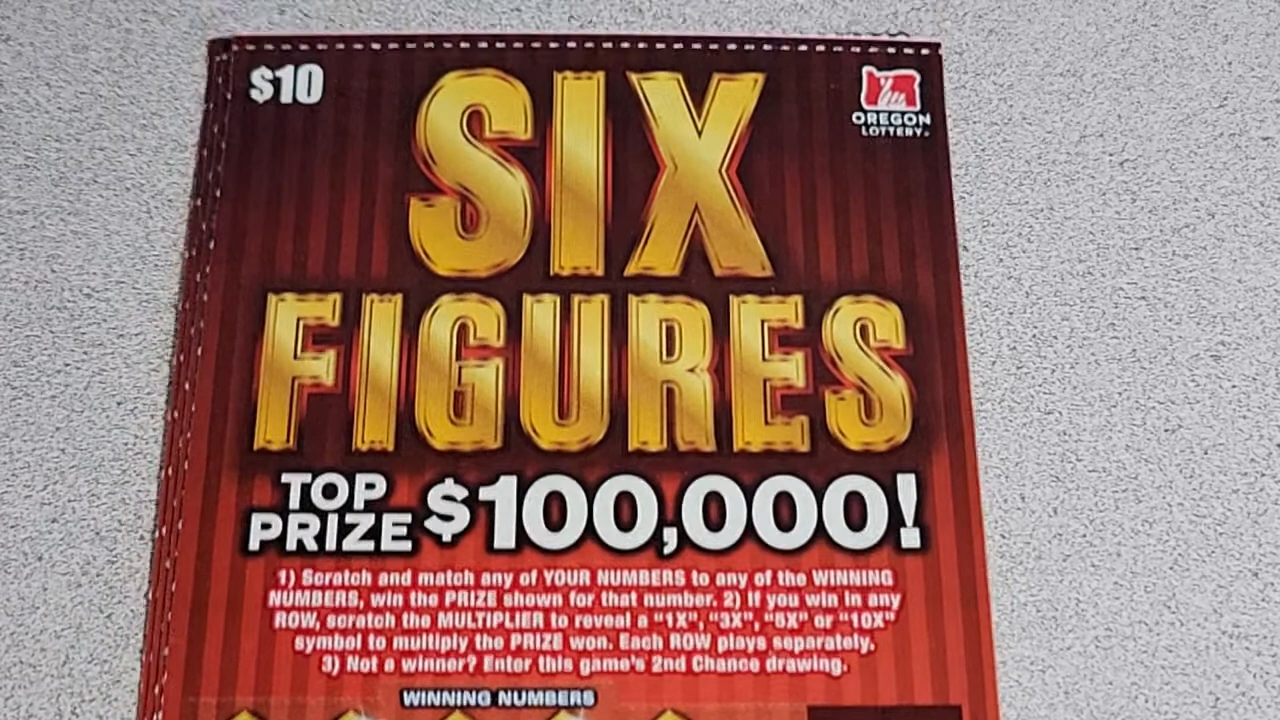 $10
OREGON
LOTTERY
SIX
FIGURES
TOP
PRIZE
$100,000!
1) Scratch and match any of YOUR NUMBERS to any of the WINNING
NUMBERS, win the PRIZE shown for that number. 2) If you win in any
ROW, scratch the MULTIPLIER to reveal a "1X", "3X", "5X" or "10X"
symbol to multiply the PRIZE won. Each ROW plays separately.
3) Not a winner? Enter this game's 2nd Chance drawing.
WINNING NUMBERS